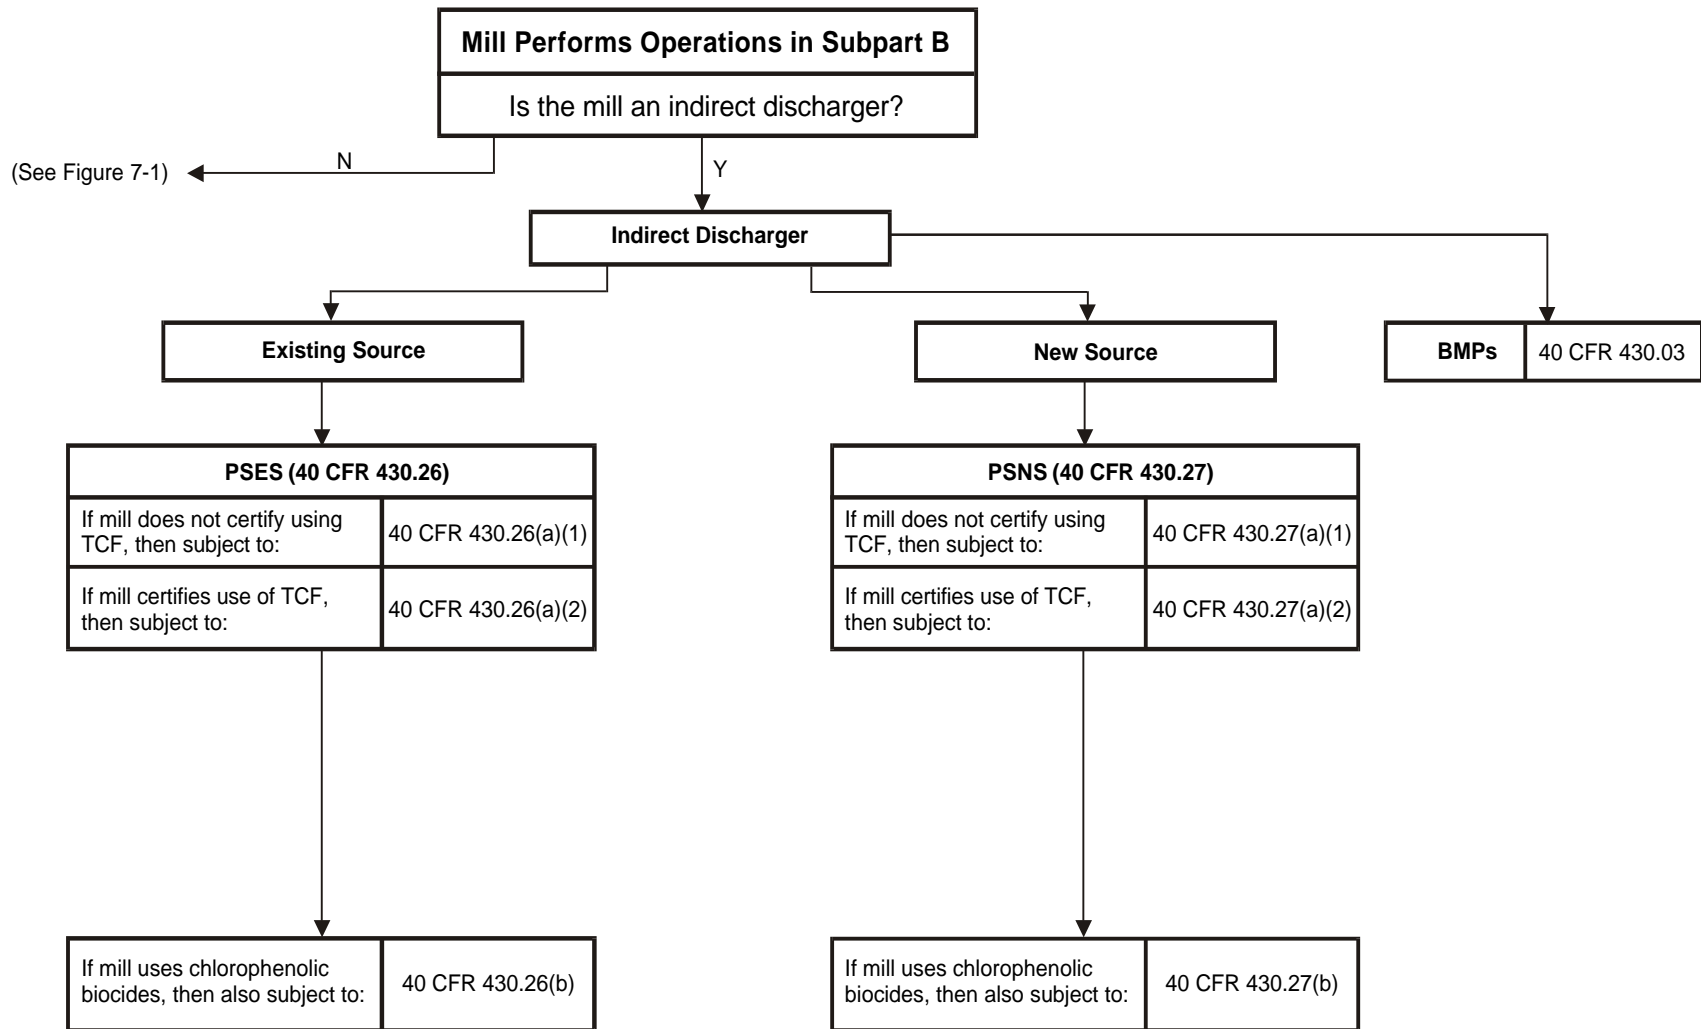 Mill Performs Operations in Subpart B
Is the mill an indirect discharger?
(See Figure 7-1)
N
Y
Indirect Discharger
Existing Source
New Source
BMPs
40 CFR 430.03
PSES (40 CFR 430.26)
If mill does not certify using
TCF, then subject to:
40 CFR 430.26(a)(1)
If mill certifies use of TCF,
then subject to:
40 CFR 430.26(a)(2)
PSNS (40 CFR 430.27)
If mill does not certify using
TCF, then subject to:
40 CFR 430.27(a)(1)
If mill certifies use of TCF,
then subject to:
40 CFR 430.27(a)(2)
If mill uses chlorophenolic
biocides, then also subject to:
40 CFR 430.26(b)
If mill uses chlorophenolic
biocides, then also subject to:
40 CFR 430.27(b)